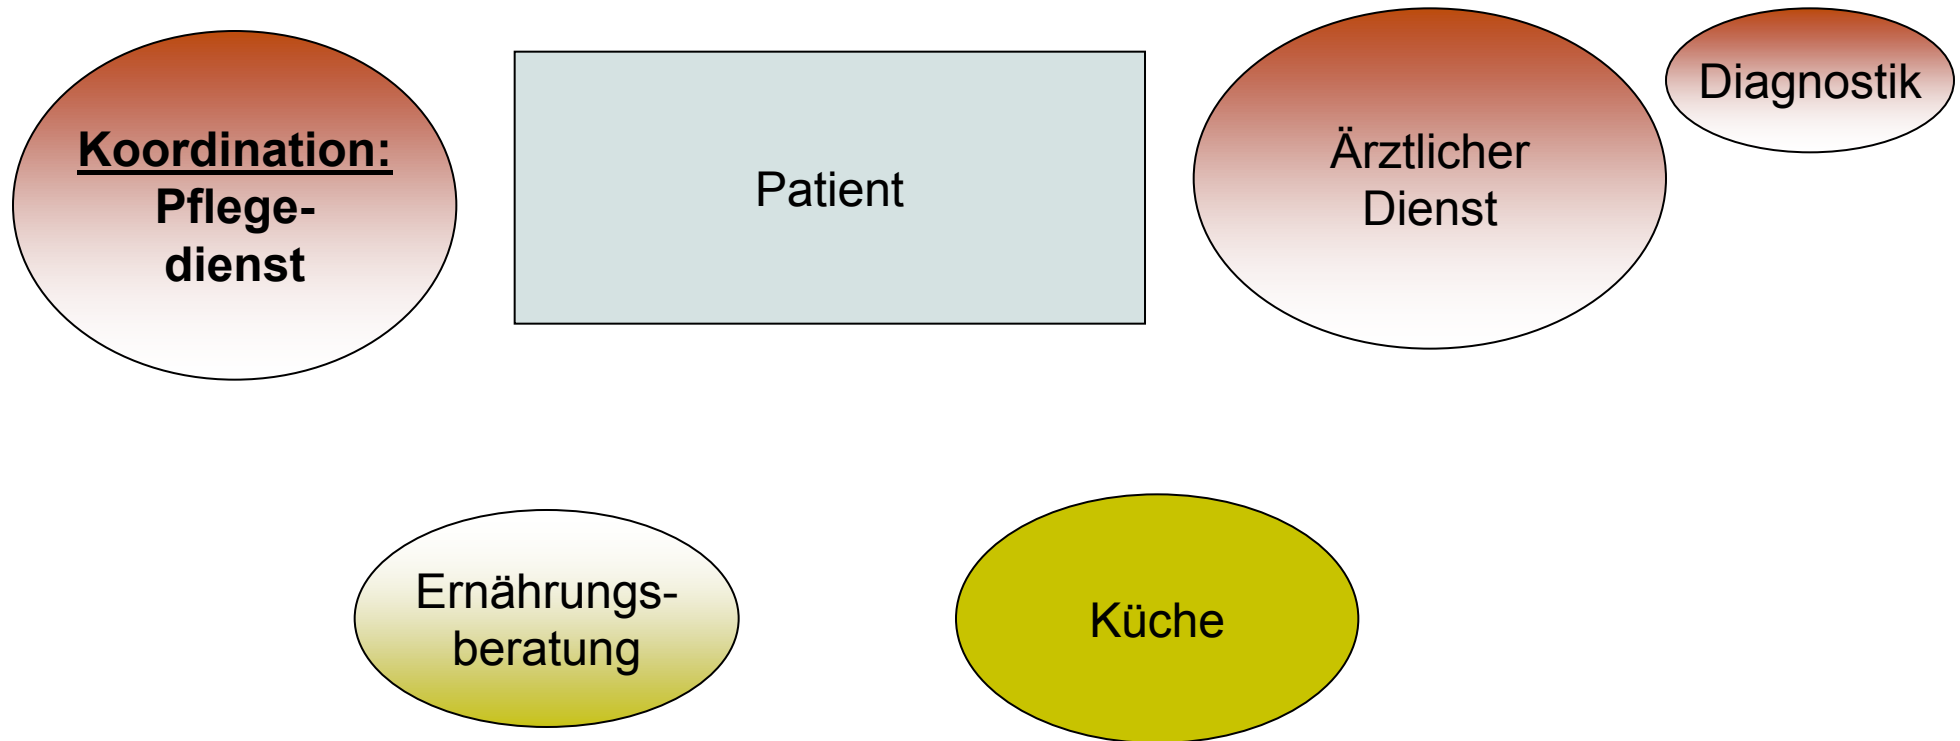 Koordination:
Pflege-
dienst
Patient
Ärztlicher
Dienst
Diagnostik
Ernährungs-
beratung
Küche